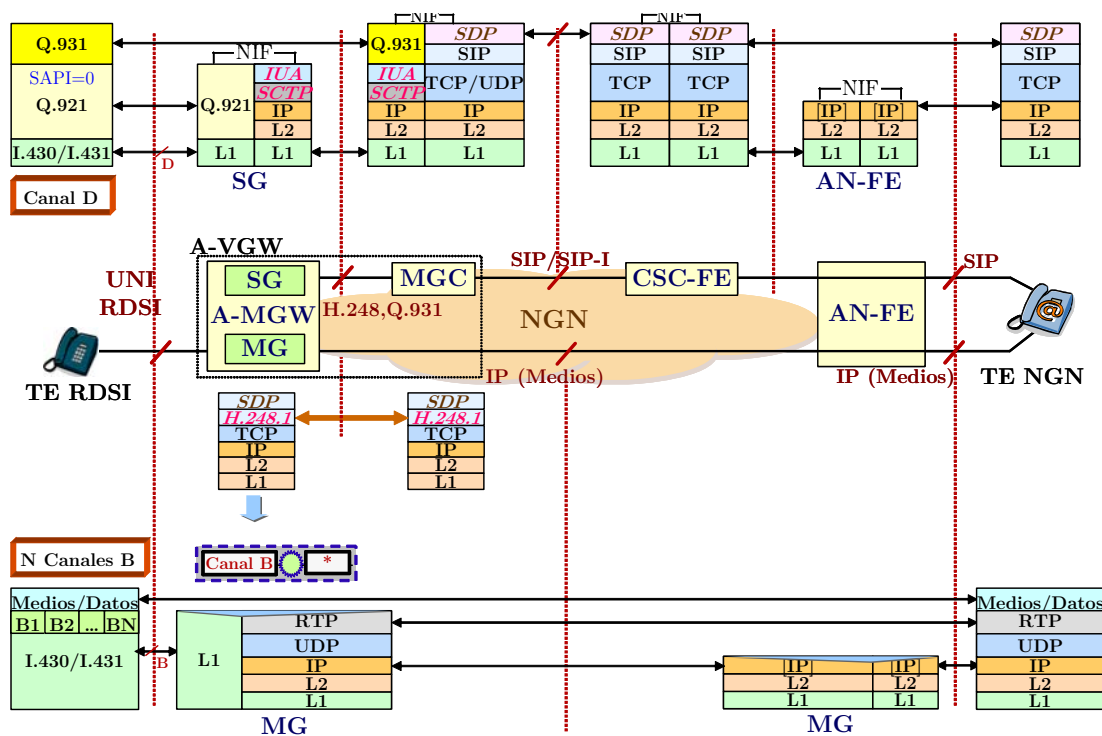 NIF
NIF
Q.931
Q.931
SDP
SDP
SDP
SDP
NIF
SIP
SIP
SIP
SIP
SAPI=0
Q.921
Q.921
IUA
IUA
TCP/UDP
TCP
TCP
TCP
SCTP
SCTP
NIF
IP
IP
IP
IP
IP
[IP]
[IP]
IP
L2
L2
L2
L2
L2
L2
L2
L2
I.430/I.431
D
L1
L1
L1
L1
L1
L1
L1
L1
L1
SG
AN-FE
Canal D
A-VGW
UNI
RDSI
SG
MGC
SIP/SIP-I
CSC-FE
SIP
A-MGW
H.248,Q.931
NGN
AN-FE
@
MG
TE RDSI
IP (Medios)
IP (Medios)
TE NGN
SDP
SDP
H.248.1
H.248.1
TCP
TCP
IP
IP
L2
L2
L1
L1
N Canales B
Canal B
*
Medios/Datos
Medios/Datos
B1 B2 ... BN
RTP
RTP
I.430/I.431
B
L1
UDP
UDP
IP
[IP]
[IP]
IP
L2
L2
L2
L2
L1
L1
L1
L1
MG
MG